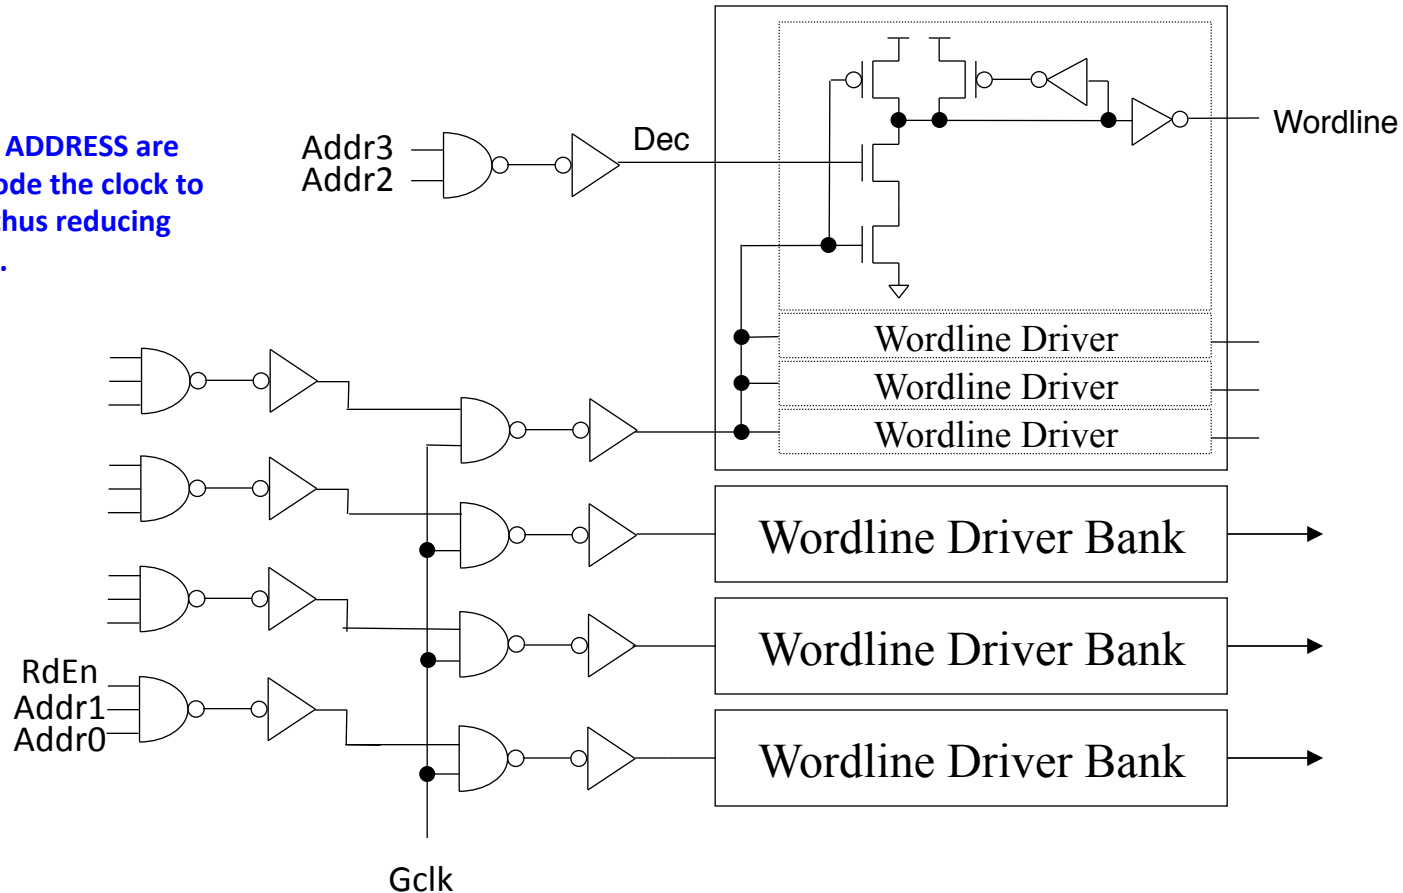 ADDRESS are
ode the clock to
thus reducing
.
Addr3
Addr2
Dec
Wordline
Wordline Driver
Wordline Driver
Wordline Driver
Wordline Driver Bank
Wordline Driver Bank
RdEn
Addr1
Addr0
Wordline Driver Bank
Gclk